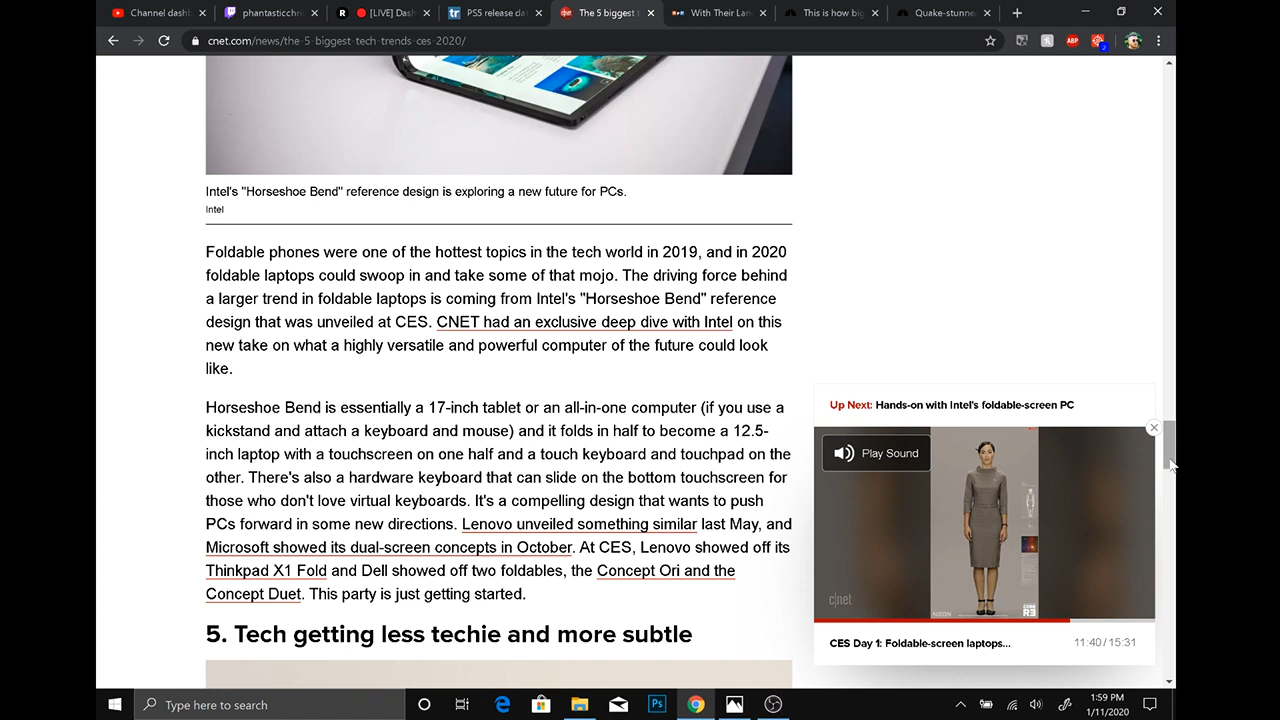 Channel dashb
phantasticchri
[LIVE] Dash
PS5 release da
The 5 biggest t
With Their Lan
This is how big
Quake-stunne
cnet.com/news/the-5-biggest-tech-trends-ces-2020/
Intel's "Horseshoe Bend" reference design is exploring a new future for PCs.
Intel
Foldable phones were one of the hottest topics in the tech world in 2019, and in 2020
foldable laptops could swoop in and take some of that mojo. The driving force behind
a larger trend in foldable laptops is coming from Intel's "Horseshoe Bend" reference
design that was unveiled at CES. CNET had an exclusive deep dive with Intel on this
new take on what a highly versatile and powerful computer of the future could look
like.
Horseshoe Bend is essentially a 17-inch tablet or an all-in-one computer (if you use a
kickstand and attach a keyboard and mouse) and it folds in half to become a 12.5-
inch laptop with a touchscreen on one half and a touch keyboard and touchpad on the
other. There's also a hardware keyboard that can slide on the bottom touchscreen for
those who don't love virtual keyboards. It's a compelling design that wants to push
PCs forward in some new directions. Lenovo unveiled something similar last May, and
Microsoft showed its dual-screen concepts in October. At CES, Lenovo showed off its
Thinkpad X1 Fold and Dell showed off two foldables, the Concept Ori and the
Concept Duet. This party is just getting started.
5. Tech getting less techie and more subtle
Up Next: Hands-on with Intel's foldable-screen PC
Play Sound
c|net
NEON
CORE
R3
CES Day 1: Foldable-screen laptops...
11:40 / 15:31
Type here to search
1:59 PM
1/11/2020